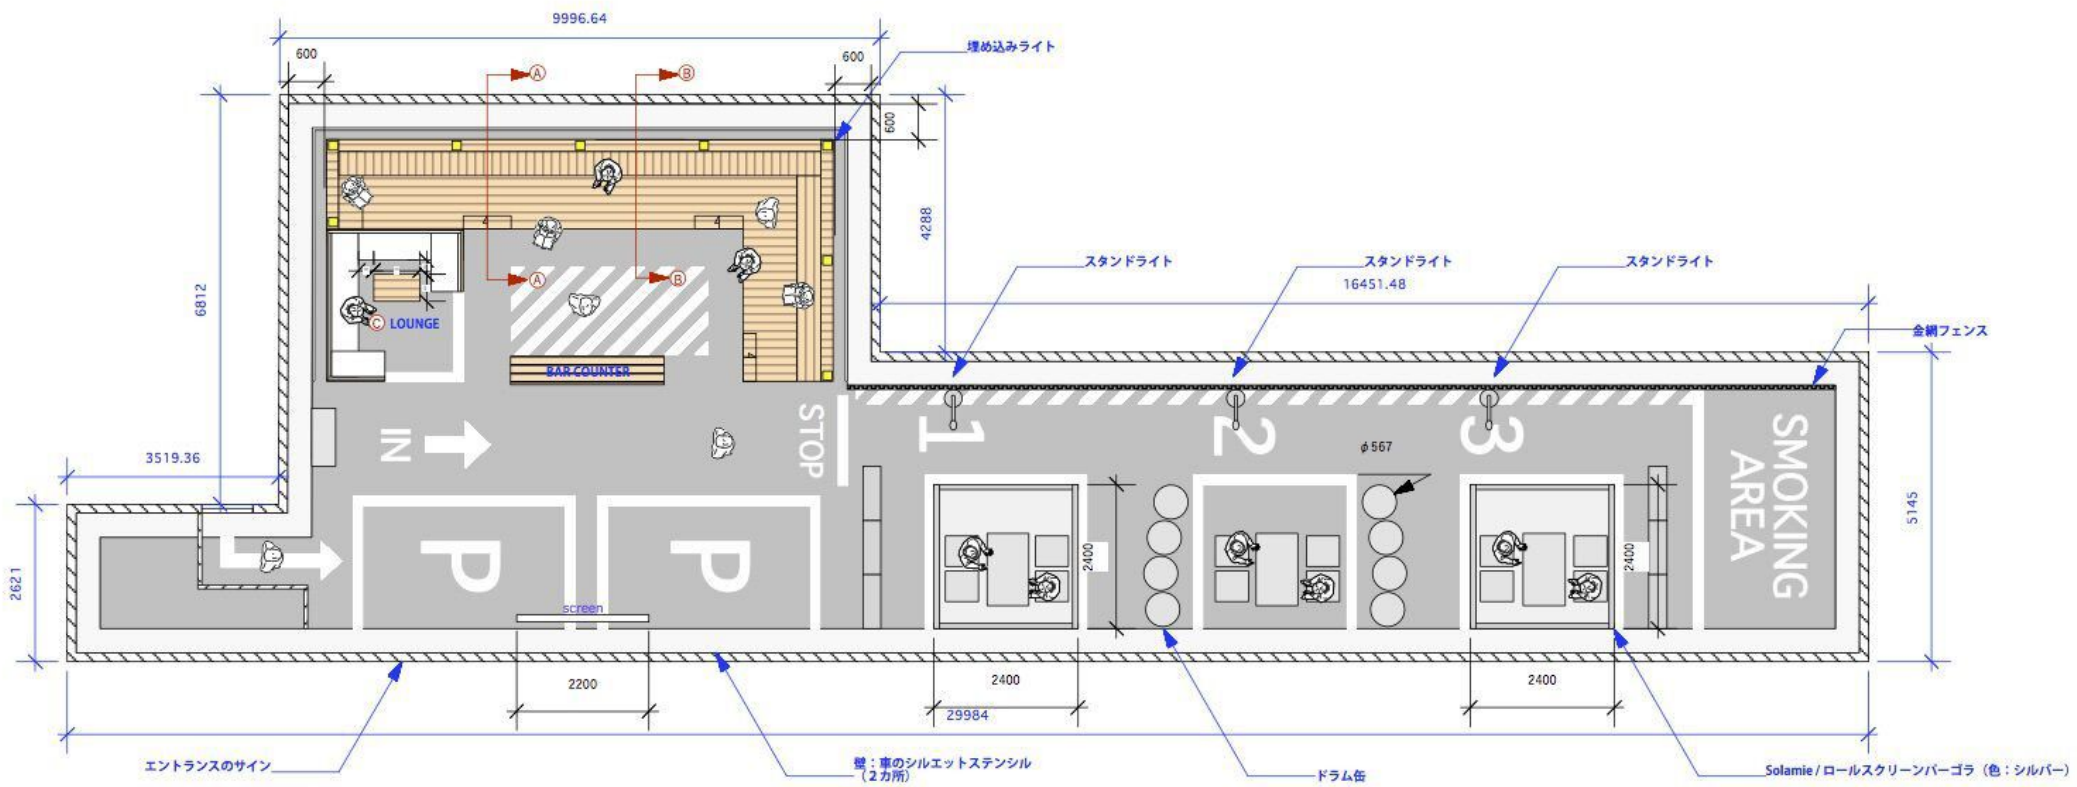 9996.64
600
A
B
600
埋め込みライト
600
4288
6812
スタンドライト
スタンドライト
スタンドライト
16451.48
金網フェンス
4
4
A
B
C LOUNGE
4
BAR COUNTER
IN
STOP
1
2
3
φ567
SMOKING
AREA
3519.36
2621
P
P
screen
2400
2400
5145
2200
2400
2400
29984
エントランスのサイン
壁：車のシルエットステンシル
（２カ所）
ドラム缶
Solamie / ロールスクリーンパーゴラ（色：シルバー）